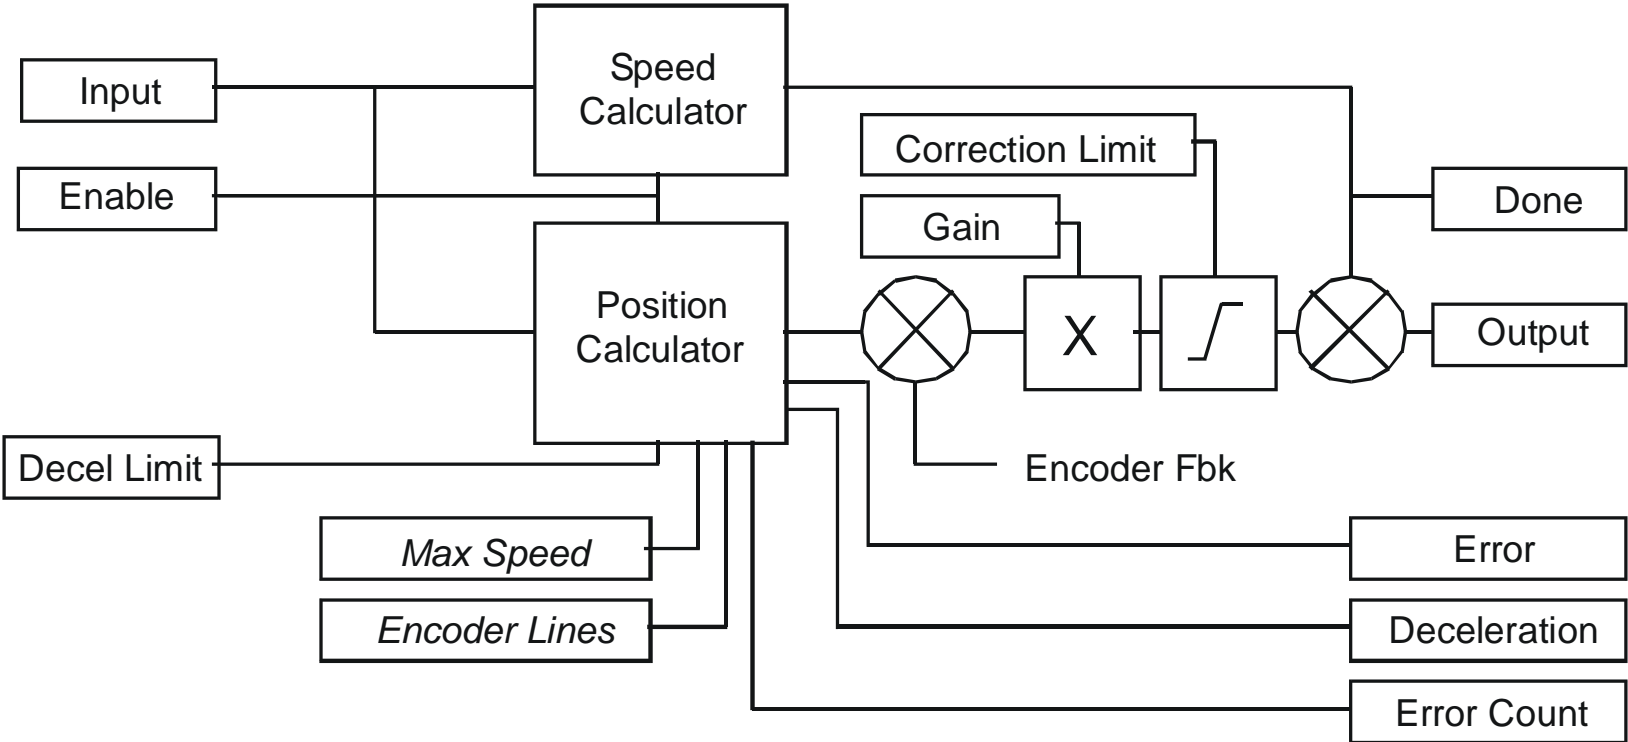 Input
Speed
Calculator
Correction Limit
Enable
Gain
Done
Position
Calculator
X
Output
Decel Limit
Encoder Fbk
Max Speed
Error
Encoder Lines
Deceleration
Error Count